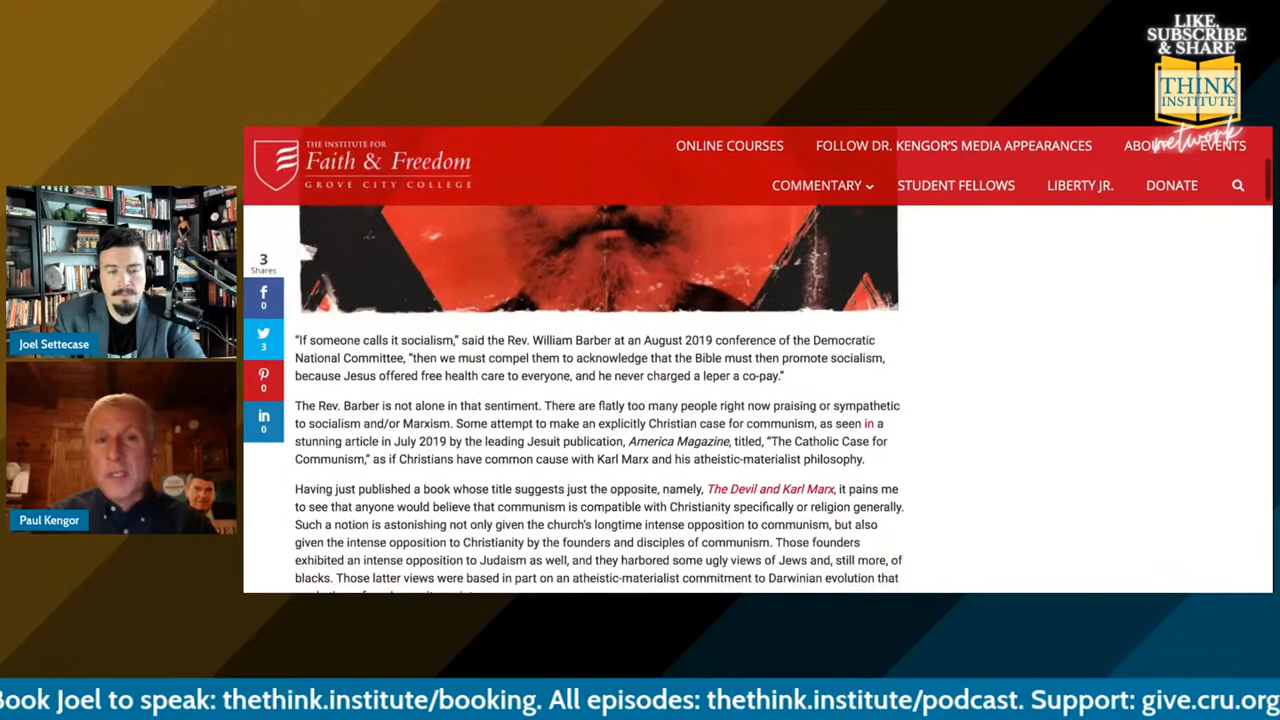 LIKE,
SUBSCRIBE
& SHARE
THINK
INSTITUTE
network
THE INSTITUTE FOR
Faith & Freedom
GROVE CITY COLLEGE
ONLINE COURSES
FOLLOW DR. KENGOR'S MEDIA APPEARANCES
EVENTS
COMMENTARY
STUDENT FELLOWS
LIBERTY JR.
DONATE
3
Shares
f
0
3
0
in
0
Joel Settecase
Paul Kengor
“If someone calls it socialism,” said the Rev. William Barber at an August 2019 conference of the Democratic
National Committee, “then we must compel them to acknowledge that the Bible must then promote socialism,
because Jesus offered free health care to everyone, and he never charged a leper a co-pay.”
The Rev. Barber is not alone in that sentiment. There are flatly too many people right now praising or sympathetic
to socialism and/or Marxism. Some attempt to make an explicitly Christian case for communism, as seen in a
stunning article in July 2019 by the leading Jesuit publication, America Magazine, titled, “The Catholic Case for
Communism,” as if Christians have common cause with Karl Marx and his atheistic-materialist philosophy.
Having just published a book whose title suggests just the opposite, namely, The Devil and Karl Marx, it pains me
to see that anyone would believe that communism is compatible with Christianity specifically or religion generally.
Such a notion is astonishing not only given the church's longtime intense opposition to communism, but also
given the intense opposition to Christianity by the founders and disciples of communism. Those founders
exhibited an intense opposition to Judaism as well, and they harbored some ugly views of Jews and, still more, of
blacks. Those latter views were based in part on an atheistic-materialist commitment to Darwinian evolution that
Book Joel to speak: thethink.institute/booking. All episodes: thethink.institute/podcast. Support: give.cru.org